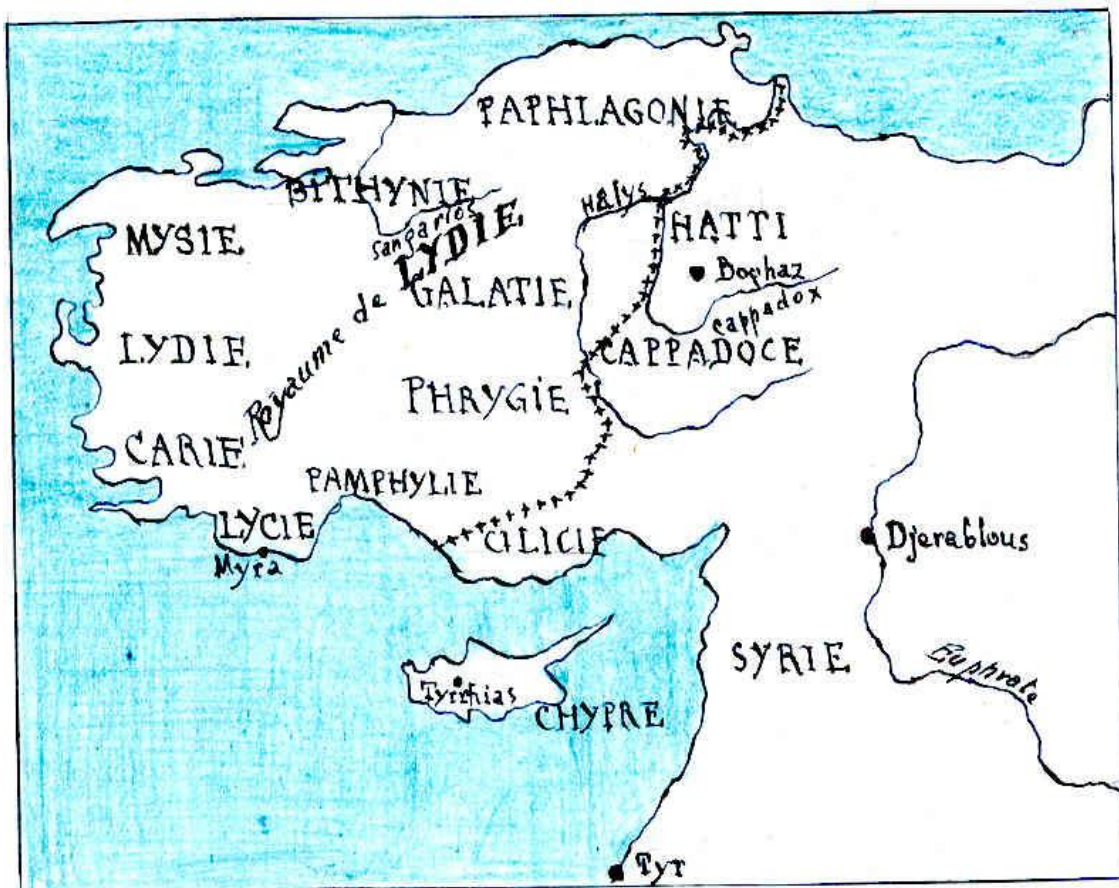 PAPHLAGONIE
BITHYNIE
Sangarios
Halys
MYSIE
LYDIE
HATTI
Boghaz
GALATIE
Cappadox
Royaume de
LYDIE
CAPPADOCE
PHRYGIE
CARIE
PAMPHYLIE
LYCIE
CILICIE
Myra
Djerablous
SYRIE
Euphrate
Tyrrhias
CHYPRE
Tyr